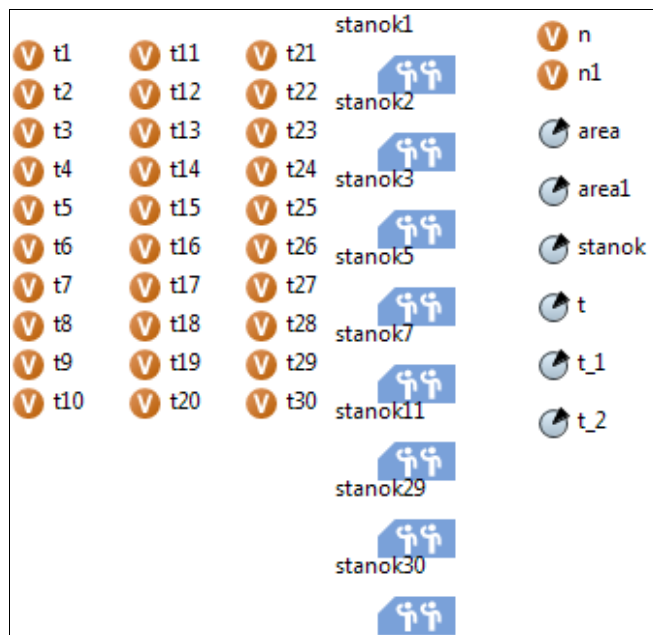 t1
t2
t3
t4
t5
t6
t7
t8
t9
t10
t11
t12
t13
t14
t15
t16
t17
t18
t19
t20
t21
t22
t23
t24
t25
t26
t27
t28
t29
t30
stanok1
stanok2
stanok3
stanok5
stanok7
stanok11
stanok29
stanok30
n
n1
area
area1
stanok
t
t_1
t_2